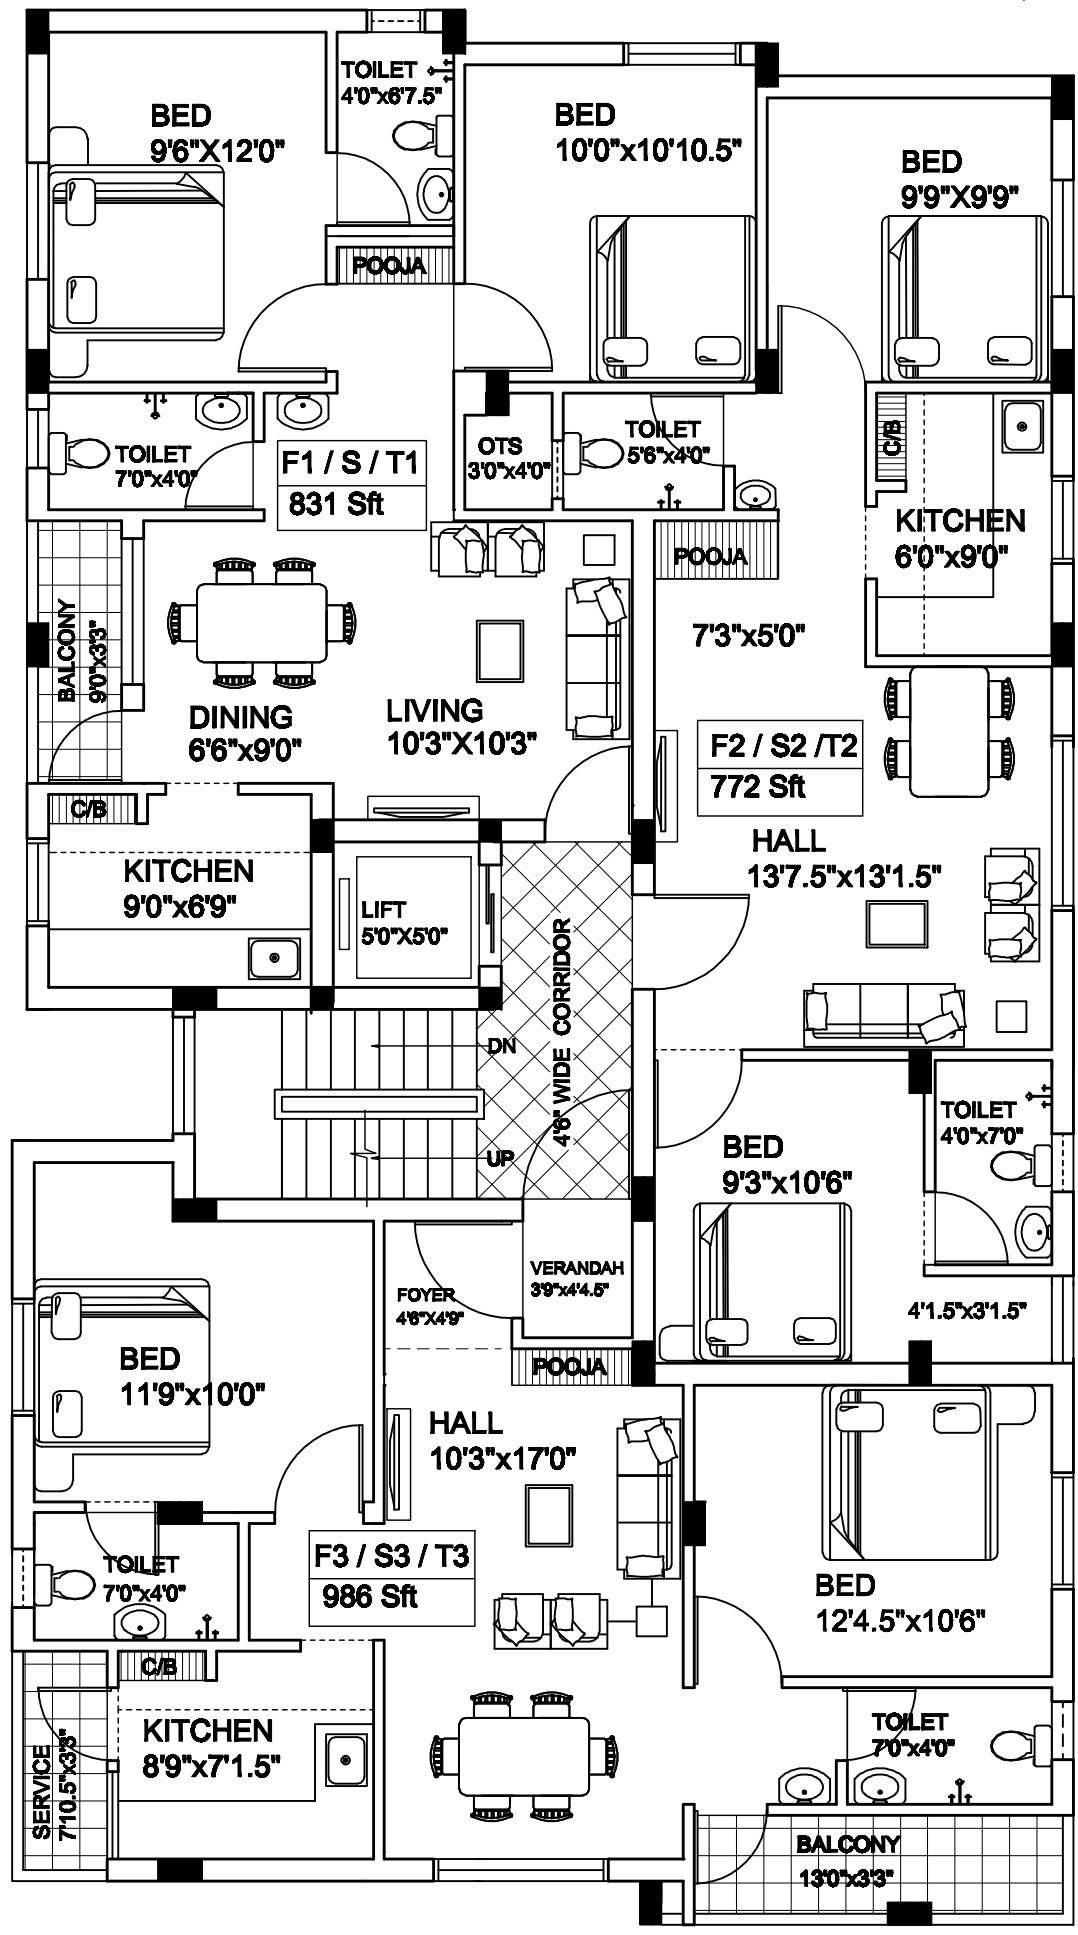 TOILET
4'0"x6'7.5"
BED
9'6"X12'0"
BED
10'0"x10'10.5"
BED
9'9"X9'9"
POOJA
TOILET
7'0"x4'0"
F1 / S / T1
831 Sft
OTS
3'0"x4'0"
TOILET
5'6"x4'0"
C/B
KITCHEN
6'0"x9'0"
POOJA
7'3"x5'0"
BALCONY
9'0"x3'3"
DINING
6'6"x9'0"
LIVING
10'3"X10'3"
F2 / S2 /T2
772 Sft
HALL
13'7.5"x13'1.5"
C/B
KITCHEN
9'0"x6'9"
LIFT
5'0"X5'0"
4'6" WIDE CORRIDOR
DN
UP
TOILET
4'0"x7'0"
BED
9'3"x10'6"
VERANDAH
3'9"x4'4.5"
FOYER
4'6"X4'9"
4'1.5"x3'1.5"
BED
11'9"x10'0"
POOJA
HALL
10'3"x17'0"
F3 / S3 / T3
986 Sft
TOILET
7'0"x4'0"
BED
12'4.5"x10'6"
C/B
KITCHEN
8'9"x7'1.5"
SERVICE
7'10.5"x3'3"
TOILET
7'0"x4'0"
BALCONY
13'0"x3'3"